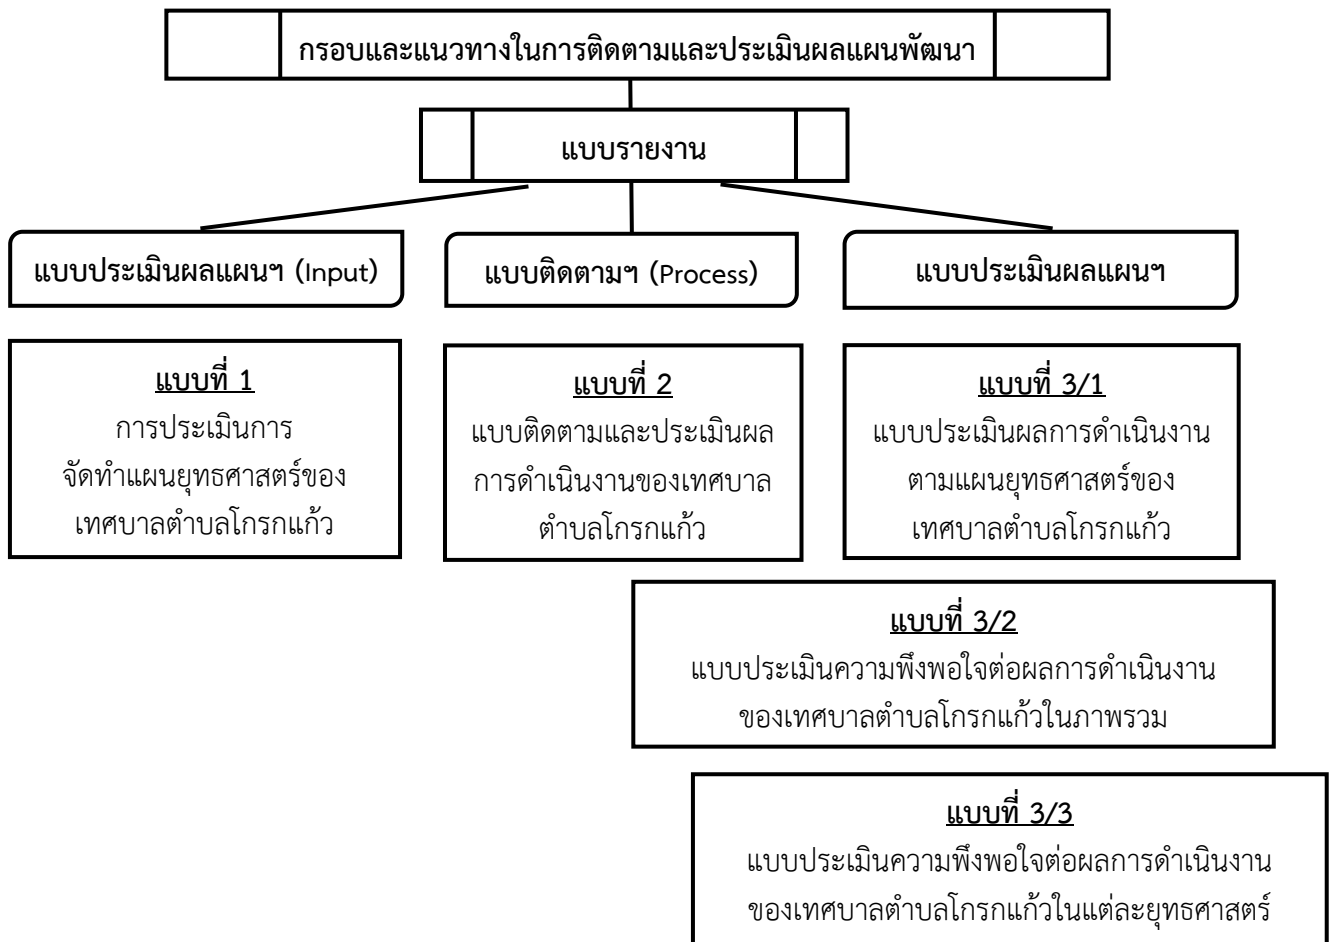 กรอบและแนวทางในการติดตามและประเมินผลแผนพัฒนา
แบบรายงาน
แบบประเมินผลแผนฯ (Input)
แบบติดตามฯ (Process)
แบบประเมินผลแผนฯ
แบบที่ 1
การประเมินการ
จัดทำแผนยุทธศาสตร์ของ
เทศบาลตำบลโกรกแก้ว
แบบที่ 2
แบบติดตามและประเมินผล
การดำเนินงานของเทศบาล
ตำบลโกรกแก้ว
แบบที่ 3/1
แบบประเมินผลการดำเนินงาน
ตามแผนยุทธศาสตร์ของ
เทศบาลตำบลโกรกแก้ว
แบบที่ 3/2
แบบประเมินความพึงพอใจต่อผลการดำเนินงาน
ของเทศบาลตำบลโกรกแก้วในภาพรวม
แบบที่ 3/3
แบบประเมินความพึงพอใจต่อผลการดำเนินงาน
ของเทศบาลตำบลโกรกแก้วในแต่ละยุทธศาสตร์